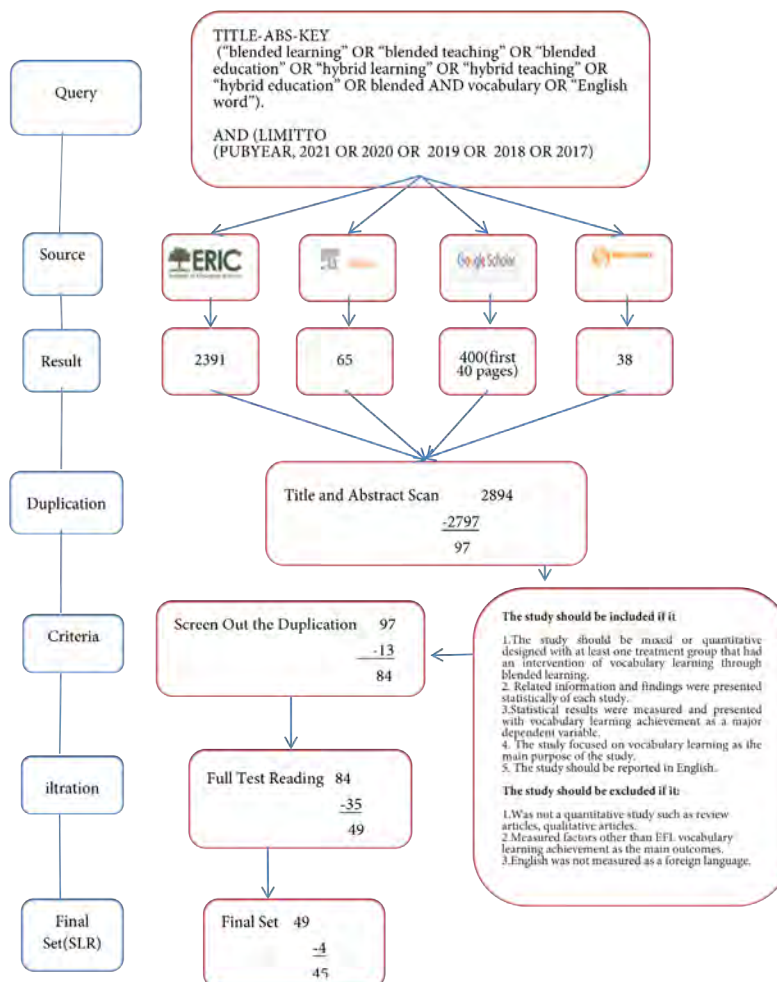 Query
TITLE-ABS-KEY
(“blended learning” OR “blended teaching” OR “blended
education” OR “hybrid learning” OR “hybrid teaching” OR
“hybrid education” OR blended AND vocabulary OR “English
word”).
AND (LIMITTO
(PUBYEAR, 2021 OR 2020 OR 2019 OR 2018 OR 2017)
Source
ERIC
Google Scholar
Result
2391
65
400(first
40 pages)
38
Duplication
Title and Abstract Scan 2894
-2797
97
Criteria
Screen Out the Duplication 97
-13
84
The study should be included if it
1.The study should be mixed or quantitative
designed with at least one treatment group that had
an intervention of vocabulary learning through
blended learning.
2. Related information and findings were presented
statistically of each study.
3.Statistical results were measured and presented
with vocabulary learning achievement as a major
dependent variable.
4. The study focused on vocabulary learning as the
main purpose of the study.
5. The study should be reported in English.
The study should be excluded if it:
1.Was not a quantitative study such as review
articles, qualitative articles.
2.Measured factors other than EFL vocabulary
learning achievement as the main outcomes.
3.English was not measured as a foreign language.
iltration
Full Test Reading 84
-35
49
Final
Set(SLR)
Final Set 49
-4
45